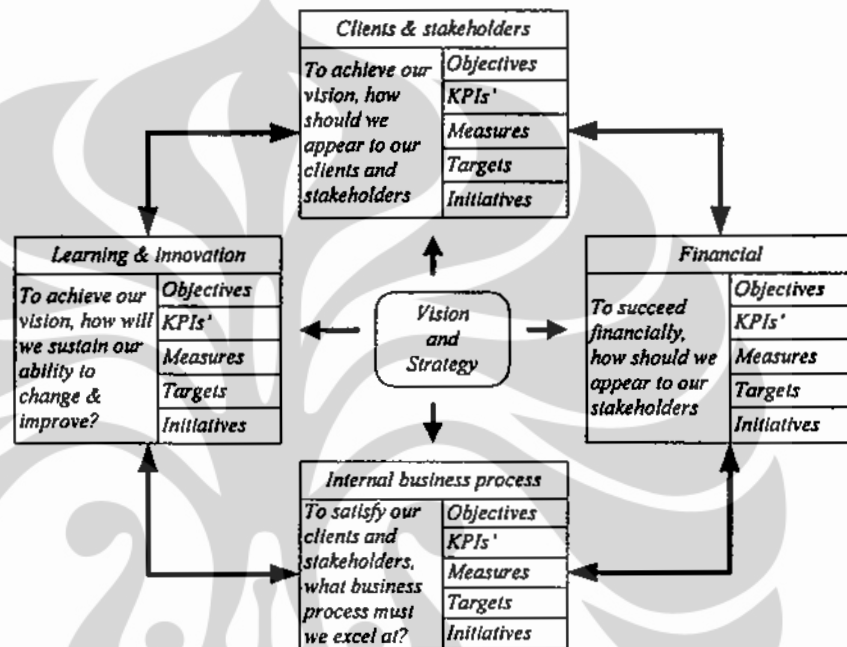 Clients & stakeholders
To achieve our
vision, how
should we
appear to our
clients and
stakeholders
Objectives
KPIs'
Measures
Targets
Initiatives
Learning & innovation
To achieve our
vision, how will
we sustain our
ability to
change &
improve?
Objectives
KPIs'
Measures
Targets
Initiatives
Vision
and
Strategy
Financial
To succeed
financially,
how should we
appear to our
stakeholders
Objectives
KPIs'
Measures
Targets
Initiatives
Internal business process
To satisfy our
clients and
stakeholders,
what business
process must
we excel at?
Objectives
KPIs'
Measures
Targets
Initiatives